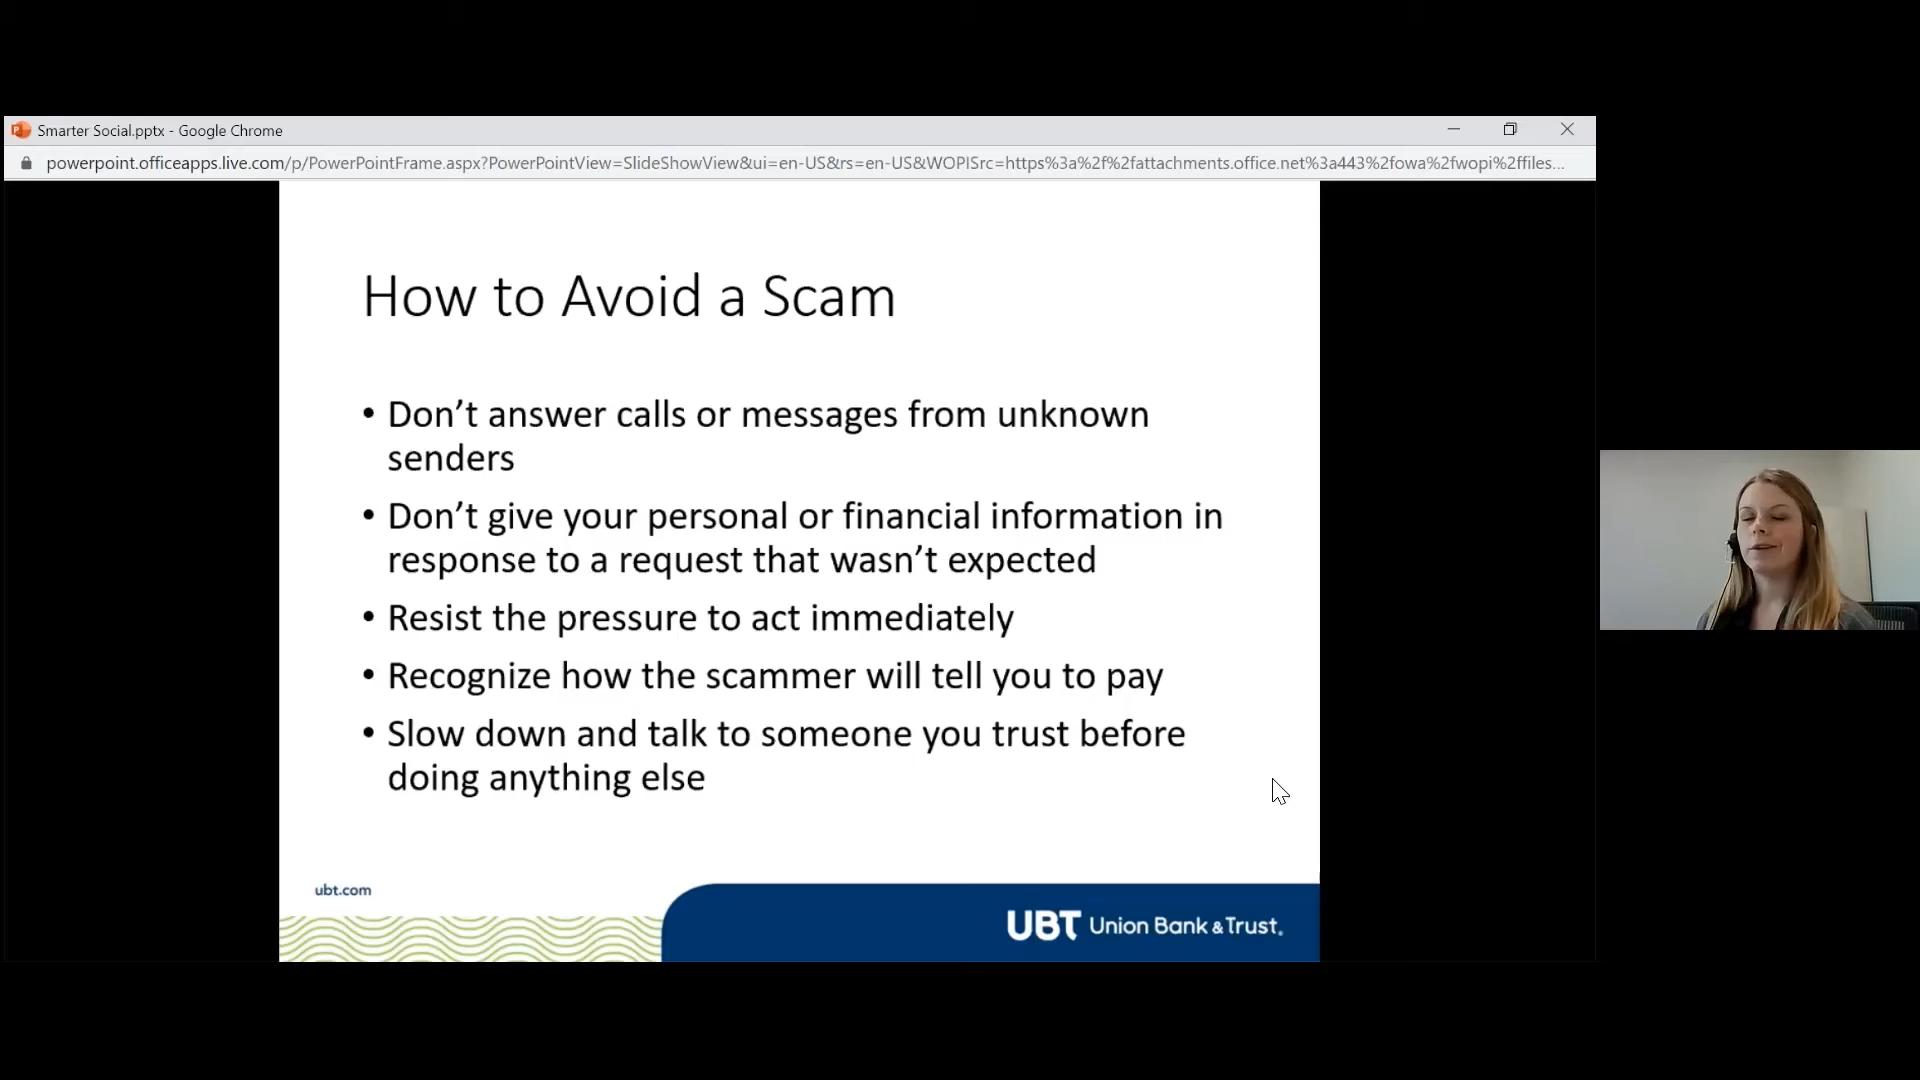 Smarter Social.pptx - Google Chrome
powerpoint.officeapps.live.com/p/PowerPointFrame.aspx?PowerPointView=SlideShowView&ui=en-US&rs=en-US&WOPISrc=https%3a%2f%2fattachments.office.net%3a443%2fowa%2fwopi%2ffiles...
How to Avoid a Scam
• Don’t answer calls or messages from unknown
senders
• Don’t give your personal or financial information in
response to a request that wasn’t expected
• Resist the pressure to act immediately
• Recognize how the scammer will tell you to pay
• Slow down and talk to someone you trust before
doing anything else
ubt.com
UBT Union Bank & Trust.